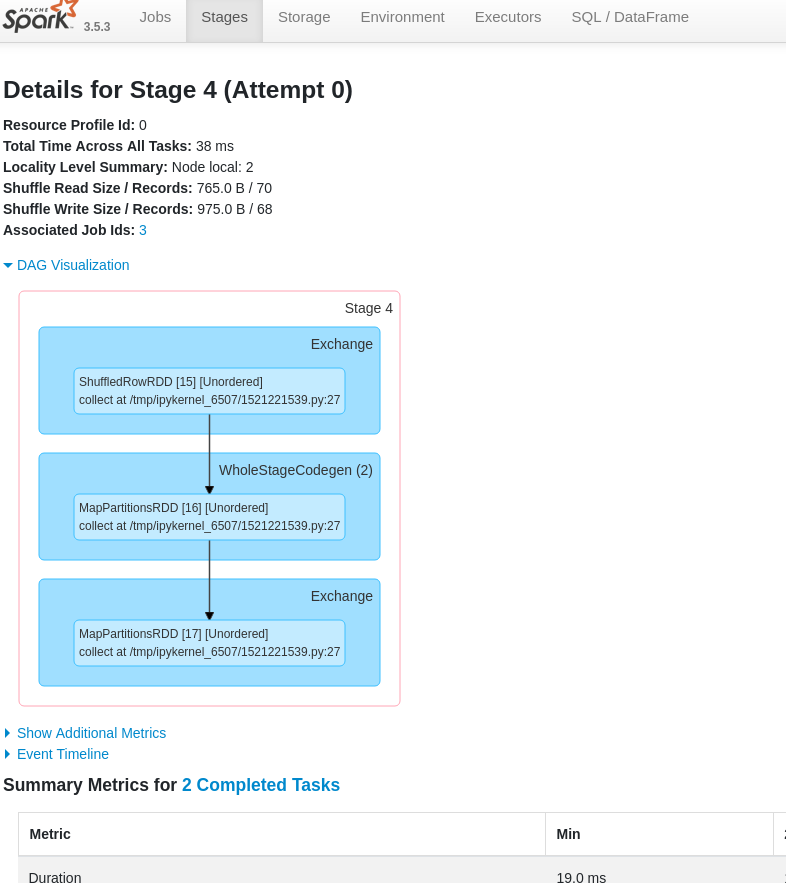 APACHE
Spark 3.5.3 Jobs Stages Storage Environment Executors SQL / DataFrame
Details for Stage 4 (Attempt 0)
Resource Profile Id: 0
Total Time Across All Tasks: 38 ms
Locality Level Summary: Node local: 2
Shuffle Read Size / Records: 765.0 B / 70
Shuffle Write Size / Records: 975.0 B / 68
Associated Job Ids: 3
DAG Visualization
Stage 4
Exchange
ShuffledRowRDD [15] [Unordered]
collect at /tmp/ipykernel_6507/1521221539.py:27
WholeStageCodegen (2)
MapPartitionsRDD [16] [Unordered]
collect at /tmp/ipykernel_6507/1521221539.py:27
Exchange
MapPartitionsRDD [17] [Unordered]
collect at /tmp/ipykernel_6507/1521221539.py:27
Show Additional Metrics
Event Timeline
Summary Metrics for 2 Completed Tasks
Metric Min
Duration 19.0 ms